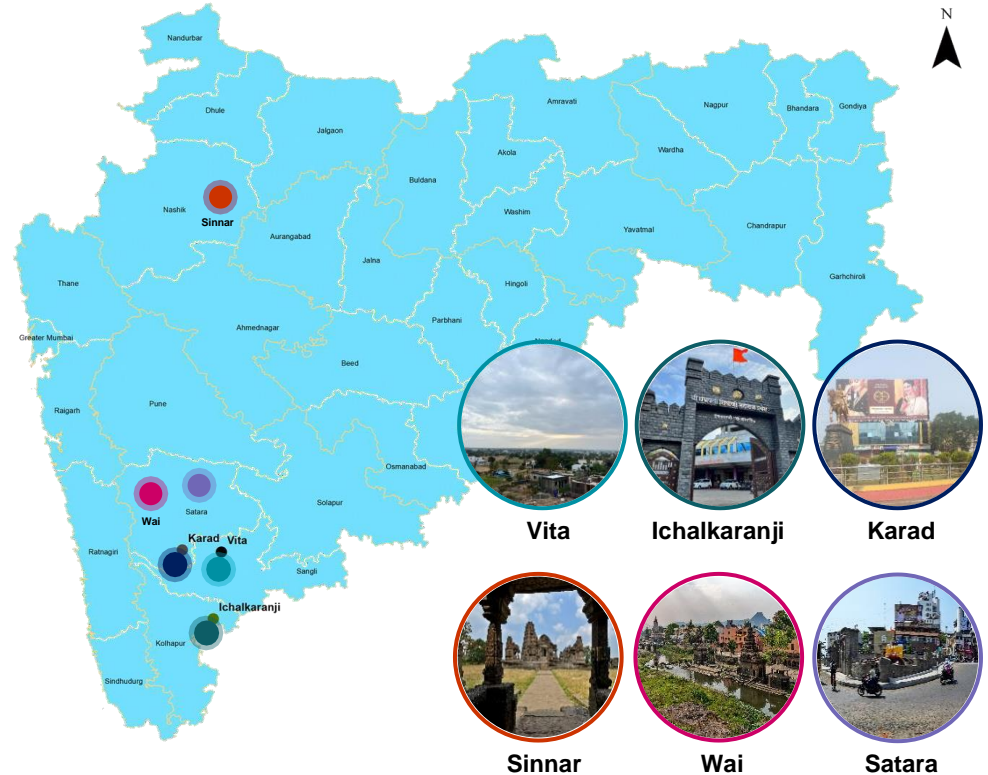 N
Nandurbar
Dhule
Jalgaon
Amravati
Nagpur
Bhandara
Gondiya
Akola
Wardha
Buldana
Nashik
Sinnar
Washim
Aurangabad
Yavatmal
Chandrapur
Jalna
Hingoli
Garhchiroli
Thane
Parbhani
Ahmednagar
Greater Mumbai
Beed
Raigarh
Pune
Osmanabad
Solapur
Wai
Satara
Karad
Vita
Ratnagiri
Sangli
Ichalkaranji
Kolhapur
Sindhudurg
Vita
Ichalkaranji
Karad
Sinnar
Wai
Satara